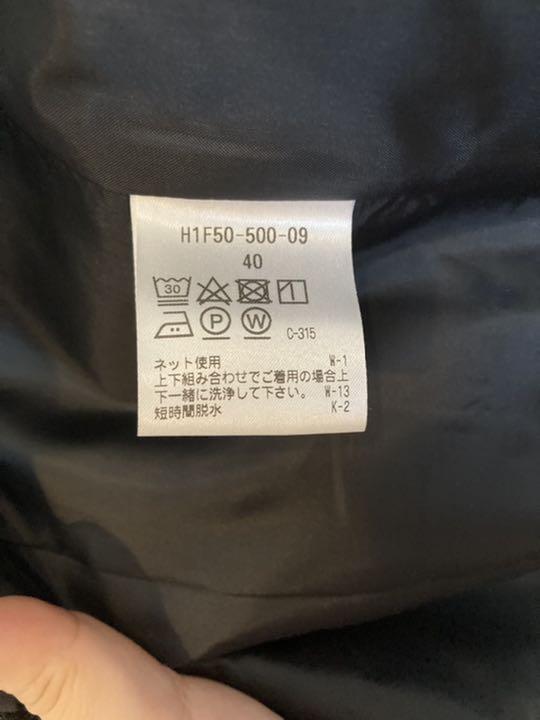 H1F50-500-09
40
30
P W C-315
ネット使用 W-1
上下組み合わせでご着用の場合上
下一緒に洗浄して下さい。 W-13
短時間脱水 K-2